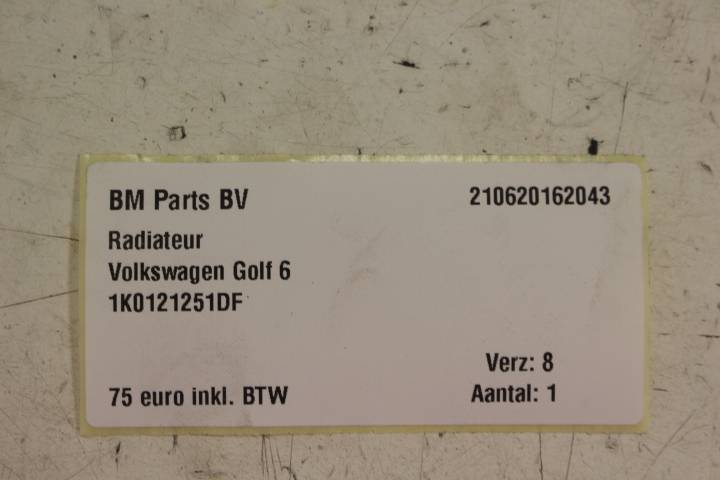 BM Parts BV 210620162043
Radiateur
Volkswagen Golf 6
1K0121251DF
Verz: 8
75 euro inkl. BTW Aantal: 1